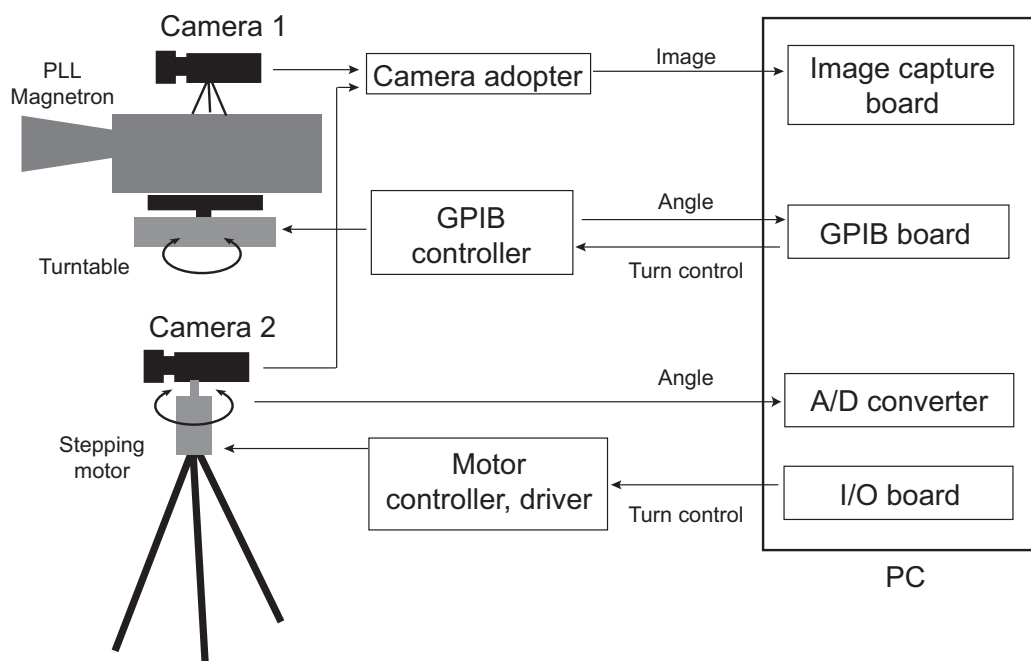 Camera 1
PLL
Magnetron
Camera adopter
Image
Image capture
board
GPIB
controller
Angle
GPIB board
Turn control
Turntable
Camera 2
Angle
A/D converter
Stepping
motor
Motor
controller, driver
I/O board
Turn control
PC